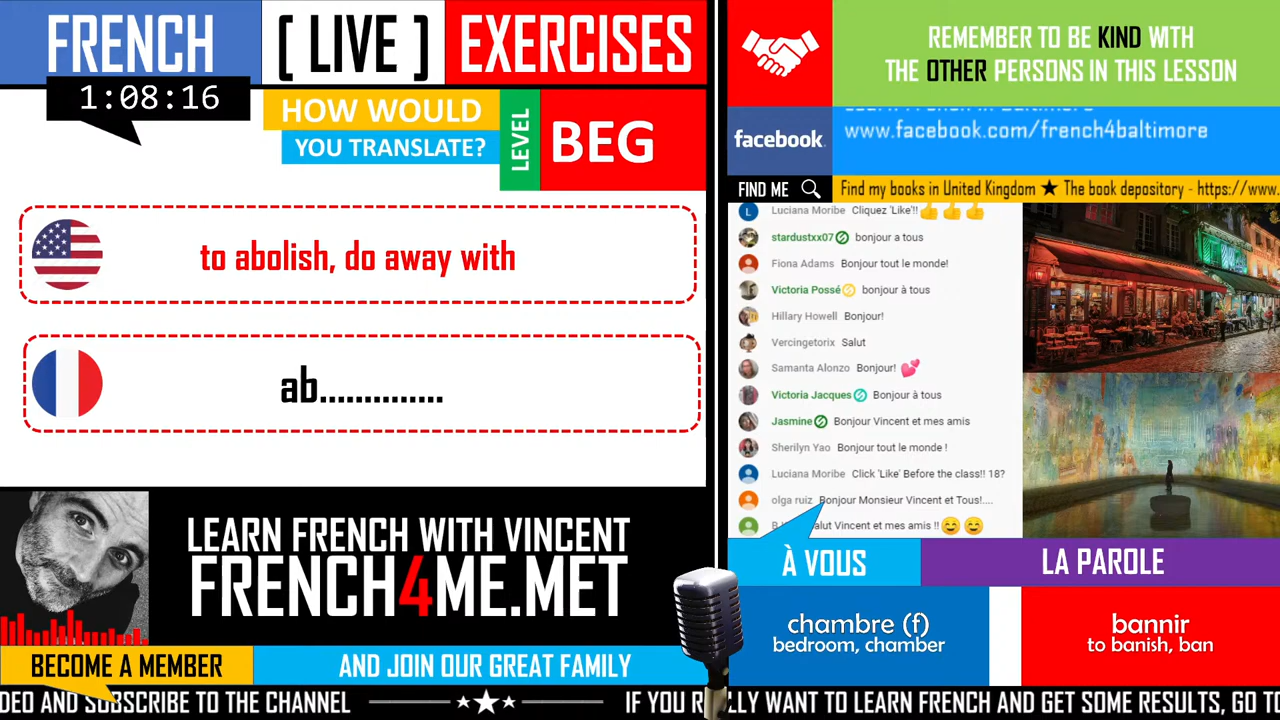 FRENCH
[ LIVE ]
EXERCISES
1:08:16
HOW WOULD
YOU TRANSLATE?
LEVEL
BEG
to abolish, do away with
ab..............
LEARN FRENCH WITH VINCENT
FRENCH4ME.MET
BECOME A MEMBER
AND JOIN OUR GREAT FAMILY
REMEMBER TO BE KIND WITH
THE OTHER PERSONS IN THIS LESSON
facebook.
www.facebook.com/french4baltimore
FIND ME
Find my books in United Kingdom ★ The book depository - https://www.
L Luciana Moribe Cliquez 'Like'!! 👍👍👍
stardustxx07 bonjour a tous
Fiona Adams Bonjour tout le monde!
Victoria Possé bonjour à tous
Hillary Howell Bonjour!
Vercingetorix Salut
Samanta Alonzo Bonjour! 💕
Victoria Jacques Bonjour à tous
Jasmine Bonjour Vincent et mes amis
Sherilyn Yao Bonjour tout le monde !
Luciana Moribe Click 'Like' Before the class!! 18?
olga ruiz Bonjour Monsieur Vincent et Tous!....
alut Vincent et mes amis !! 😊😊
À VOUS
LA PAROLE
chambre (f)
bedroom, chamber
bannir
to banish, ban
DEO AND SUBSCRIBE TO THE CHANNEL
IF YOU R LLY WANT TO LEARN FRENCH AND GET SOME RESULTS, GO TO